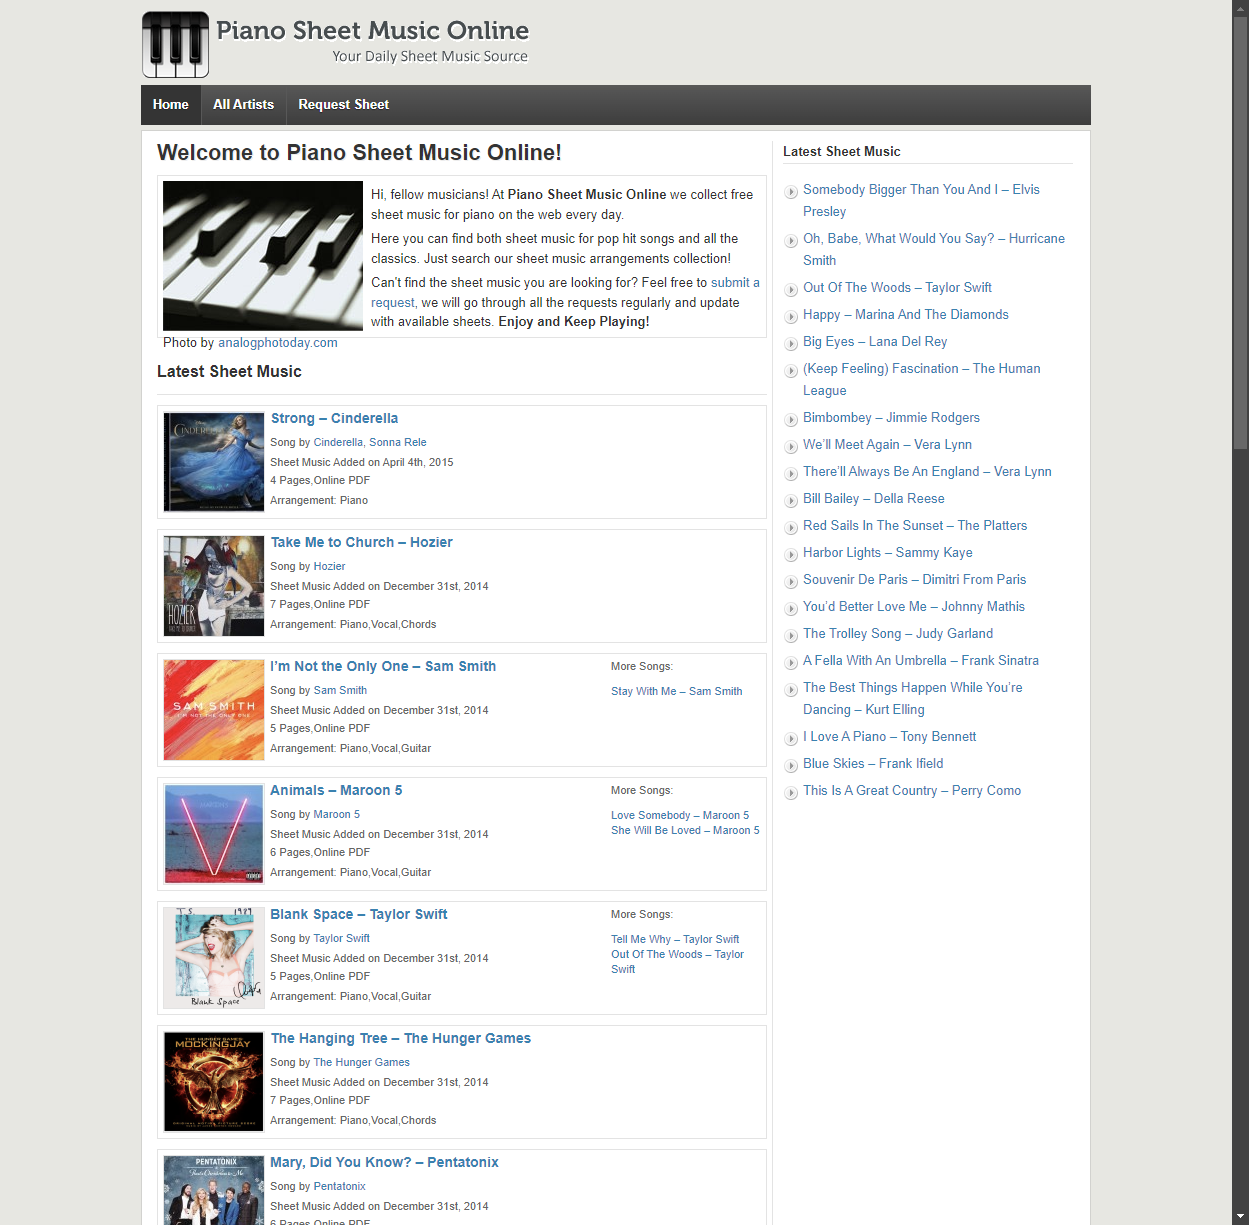 Piano Sheet Music Online
Your Daily Sheet Music Source
Home
All Artists
Request Sheet
Welcome to Piano Sheet Music Online!
Hi, fellow musicians! At Piano Sheet Music Online we collect free
sheet music for piano on the web every day.
Here you can find both sheet music for pop hit songs and all the
classics. Just search our sheet music arrangements collection!
Can't find the sheet music you are looking for? Feel free to submit a
request, we will go through all the requests regularly and update
with available sheets. Enjoy and Keep Playing!
Photo by analogphotoday.com
Latest Sheet Music
CINDERELLA
Strong – Cinderella
Song by Cinderella, Sonna Rele
Sheet Music Added on April 4th, 2015
4 Pages,Online PDF
Arrangement: Piano
HOZIER
TAKE ME TO CHURCH
Take Me to Church – Hozier
Song by Hozier
Sheet Music Added on December 31st, 2014
7 Pages,Online PDF
Arrangement: Piano,Vocal,Chords
SAM SMITH
I'M NOT THE ONLY ONE
I'm Not the Only One – Sam Smith
Song by Sam Smith
Sheet Music Added on December 31st, 2014
5 Pages,Online PDF
Arrangement: Piano,Vocal,Guitar
More Songs:
Stay With Me – Sam Smith
Animals – Maroon 5
Song by Maroon 5
Sheet Music Added on December 31st, 2014
6 Pages,Online PDF
Arrangement: Piano,Vocal,Guitar
More Songs:
Love Somebody – Maroon 5
She Will Be Loved – Maroon 5
T.S. 1989
Blank Space
Blank Space – Taylor Swift
Song by Taylor Swift
Sheet Music Added on December 31st, 2014
5 Pages,Online PDF
Arrangement: Piano,Vocal,Guitar
More Songs:
Tell Me Why – Taylor Swift
Out Of The Woods – Taylor
Swift
THE HUNGER GAMES
MOCKINGJAY
The Hanging Tree – The Hunger Games
Song by The Hunger Games
Sheet Music Added on December 31st, 2014
7 Pages,Online PDF
Arrangement: Piano,Vocal,Chords
PENTATONIX
Mary, Did You Know? – Pentatonix
Song by Pentatonix
Sheet Music Added on December 31st, 2014
6 Pages,Online PDF
Latest Sheet Music
Somebody Bigger Than You And I – Elvis
Presley
Oh, Babe, What Would You Say? – Hurricane
Smith
Out Of The Woods – Taylor Swift
Happy – Marina And The Diamonds
Big Eyes – Lana Del Rey
(Keep Feeling) Fascination – The Human
League
Bimbombey – Jimmie Rodgers
We'll Meet Again – Vera Lynn
There'll Always Be An England – Vera Lynn
Bill Bailey – Della Reese
Red Sails In The Sunset – The Platters
Harbor Lights – Sammy Kaye
Souvenir De Paris – Dimitri From Paris
You'd Better Love Me – Johnny Mathis
The Trolley Song – Judy Garland
A Fella With An Umbrella – Frank Sinatra
The Best Things Happen While You're
Dancing – Kurt Elling
I Love A Piano – Tony Bennett
Blue Skies – Frank Ifield
This Is A Great Country – Perry Como